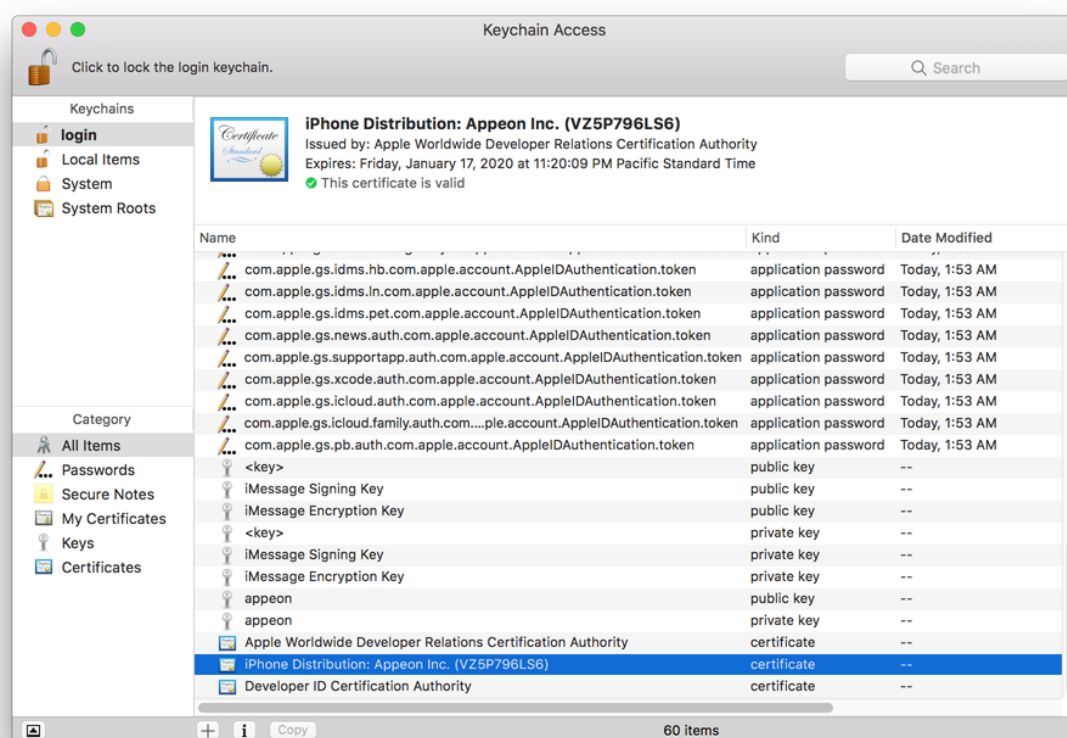 Keychain Access
Click to lock the login keychain.
Search
Keychains
login
Local Items
System
System Roots
Certificate
Standard
iPhone Distribution: Appeon Inc. (VZ5P796LS6)
Issued by: Apple Worldwide Developer Relations Certification Authority
Expires: Friday, January 17, 2020 at 11:20:09 PM Pacific Standard Time
This certificate is valid
Name Kind Date Modified
com.apple.gs.idms.hb.com.apple.account.AppleIDAuthentication.token application password Today, 1:53 AM
com.apple.gs.idms.ln.com.apple.account.AppleIDAuthentication.token application password Today, 1:53 AM
com.apple.gs.idms.pet.com.apple.account.AppleIDAuthentication.token application password Today, 1:53 AM
com.apple.gs.news.auth.com.apple.account.AppleIDAuthentication.token application password Today, 1:53 AM
com.apple.gs.supportapp.auth.com.apple.account.AppleIDAuthentication.token application password Today, 1:53 AM
com.apple.gs.xcode.auth.com.apple.account.AppleIDAuthentication.token application password Today, 1:53 AM
com.apple.gs.icloud.auth.com.apple.account.AppleIDAuthentication.token application password Today, 1:53 AM
com.apple.gs.icloud.family.auth.com....ple.account.AppleIDAuthentication.token application password Today, 1:53 AM
com.apple.gs.pb.auth.com.apple.account.AppleIDAuthentication.token application password Today, 1:53 AM
<key> public key --
iMessage Signing Key public key --
iMessage Encryption Key public key --
<key> private key --
iMessage Signing Key private key --
iMessage Encryption Key private key --
appeon public key --
appeon private key --
Apple Worldwide Developer Relations Certification Authority certificate --
iPhone Distribution: Appeon Inc. (VZ5P796LS6) certificate --
Developer ID Certification Authority certificate --
Category
All Items
Passwords
Secure Notes
My Certificates
Keys
Certificates
+ i Copy 60 items